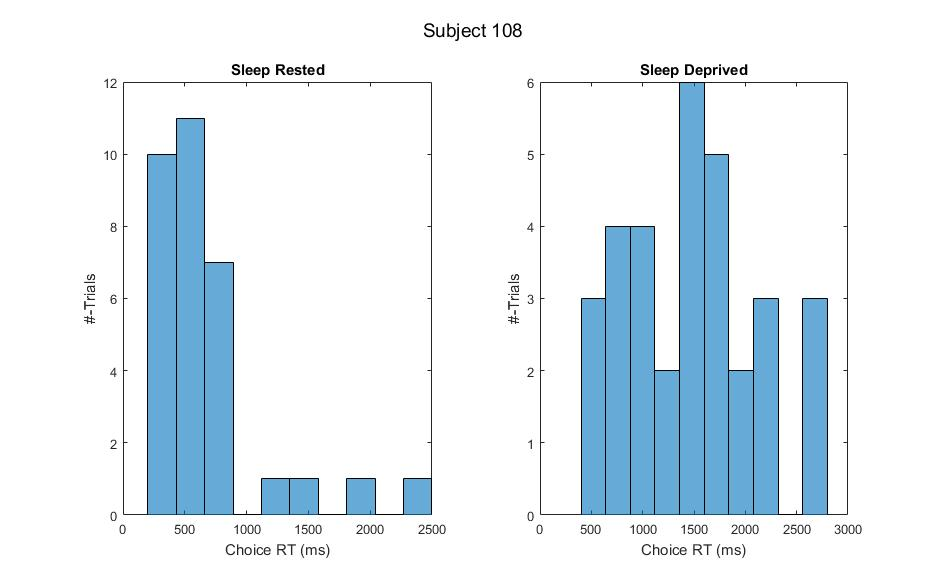 Subject 108
Sleep Rested
12
10
8
6
4
2
0
#-Trials
0 500 1000 1500 2000 2500
Choice RT (ms)
Sleep Deprived
6
5
4
3
2
1
0
#-Trials
0 500 1000 1500 2000 2500 3000
Choice RT (ms)